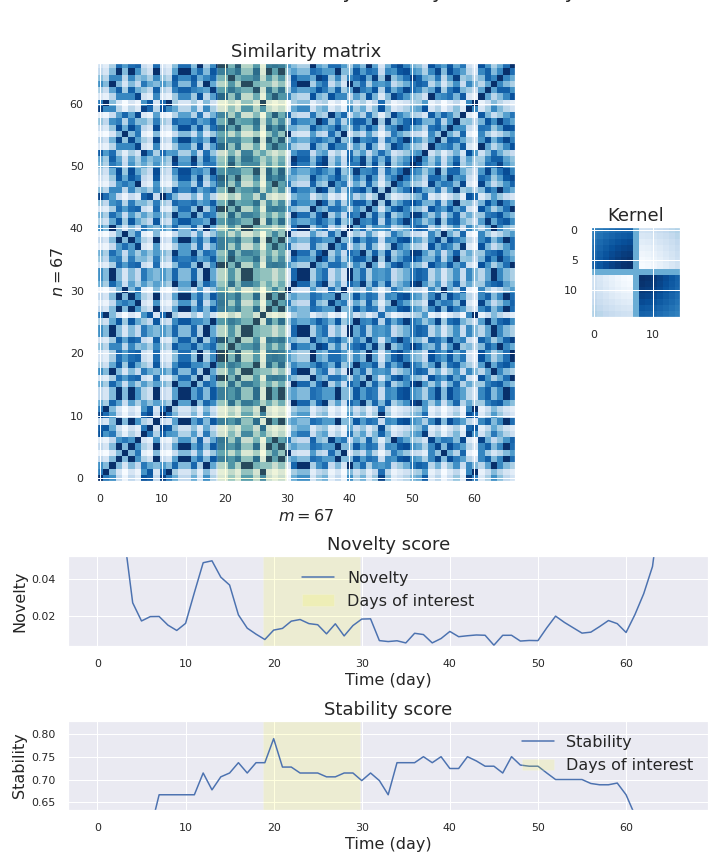 Similarity matrix
60
50
40
30
20
10
0
n = 67
0 10 20 30 40 50 60
m = 67
Kernel
0
5
10
0 10
Novelty score
0.04
0.02
Novelty
Novelty
Days of interest
0 10 20 30 40 50 60
Time (day)
Stability score
0.80
0.75
0.70
0.65
Stability
Stability
Days of interest
0 10 20 30 40 50 60
Time (day)